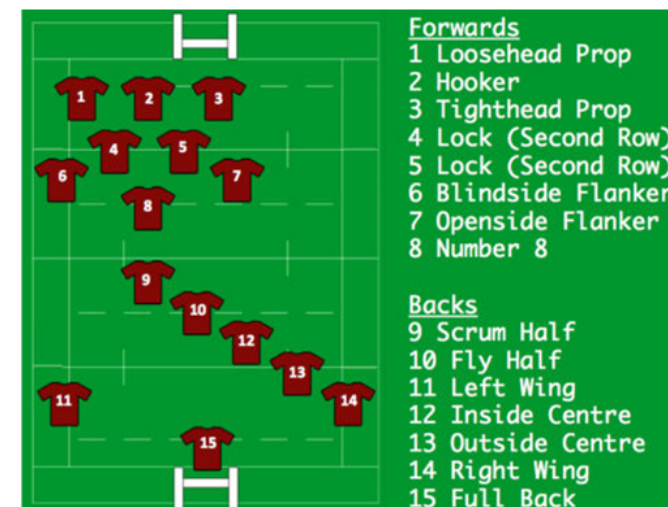 1
2
3
4
5
6
7
8
9
10
12
13
11
14
15
Forwards
1 Loosehead Prop
2 Hooker
3 Tighthead Prop
4 Lock (Second Row)
5 Lock (Second Row)
6 Blindside Flanker
7 Openside Flanker
8 Number 8
Backs
9 Scrum Half
10 Fly Half
11 Left Wing
12 Inside Centre
13 Outside Centre
14 Right Wing
15 Full Back